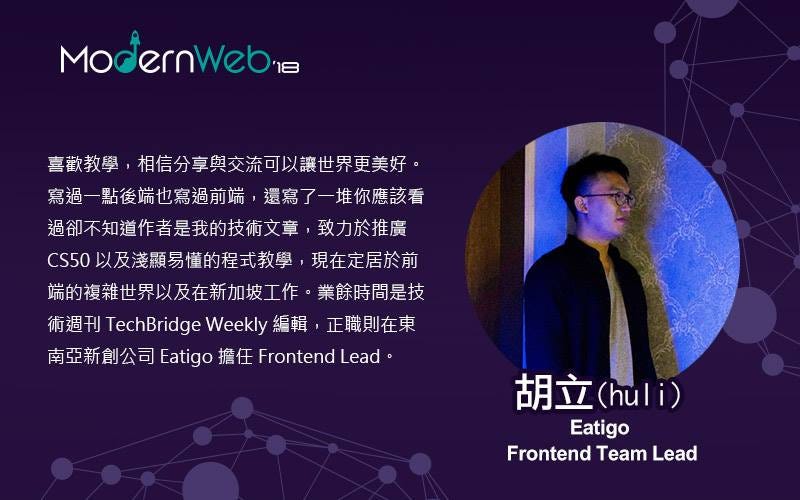 ModernWeb'18
喜歡教學，相信分享與交流可以讓世界更美好。
寫過一點後端也寫過前端，還寫了一堆你應該看
過卻不知道作者是我的技術文章，致力於推廣
CS50 以及淺顯易懂的程式教學，現在定居於前
端的複雜世界以及在新加坡工作。業餘時間是技
術週刊 TechBridge Weekly 編輯，正職則在東
南亞新創公司 Eatigo 擔任 Frontend Lead。
胡立(huli)
Eatigo
Frontend Team Lead